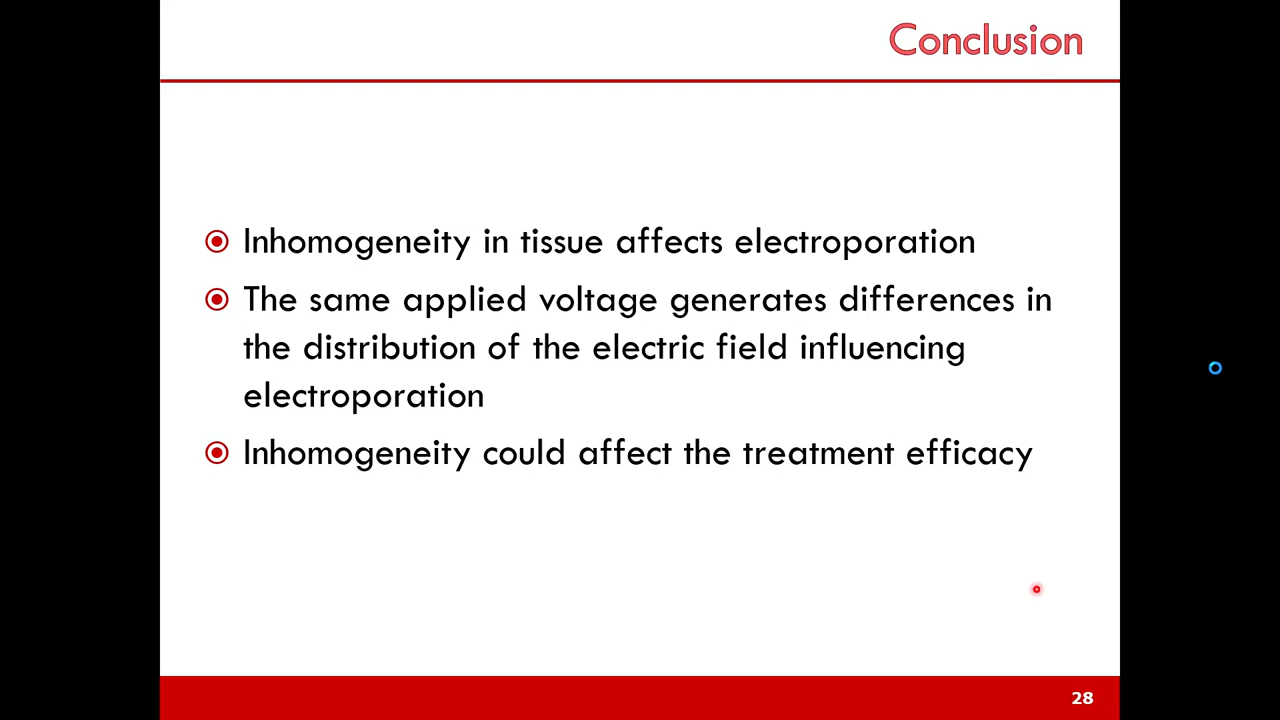 Conclusion
Inhomogeneity in tissue affects electroporation
The same applied voltage generates differences in
the distribution of the electric field influencing
electroporation
Inhomogeneity could affect the treatment efficacy
28